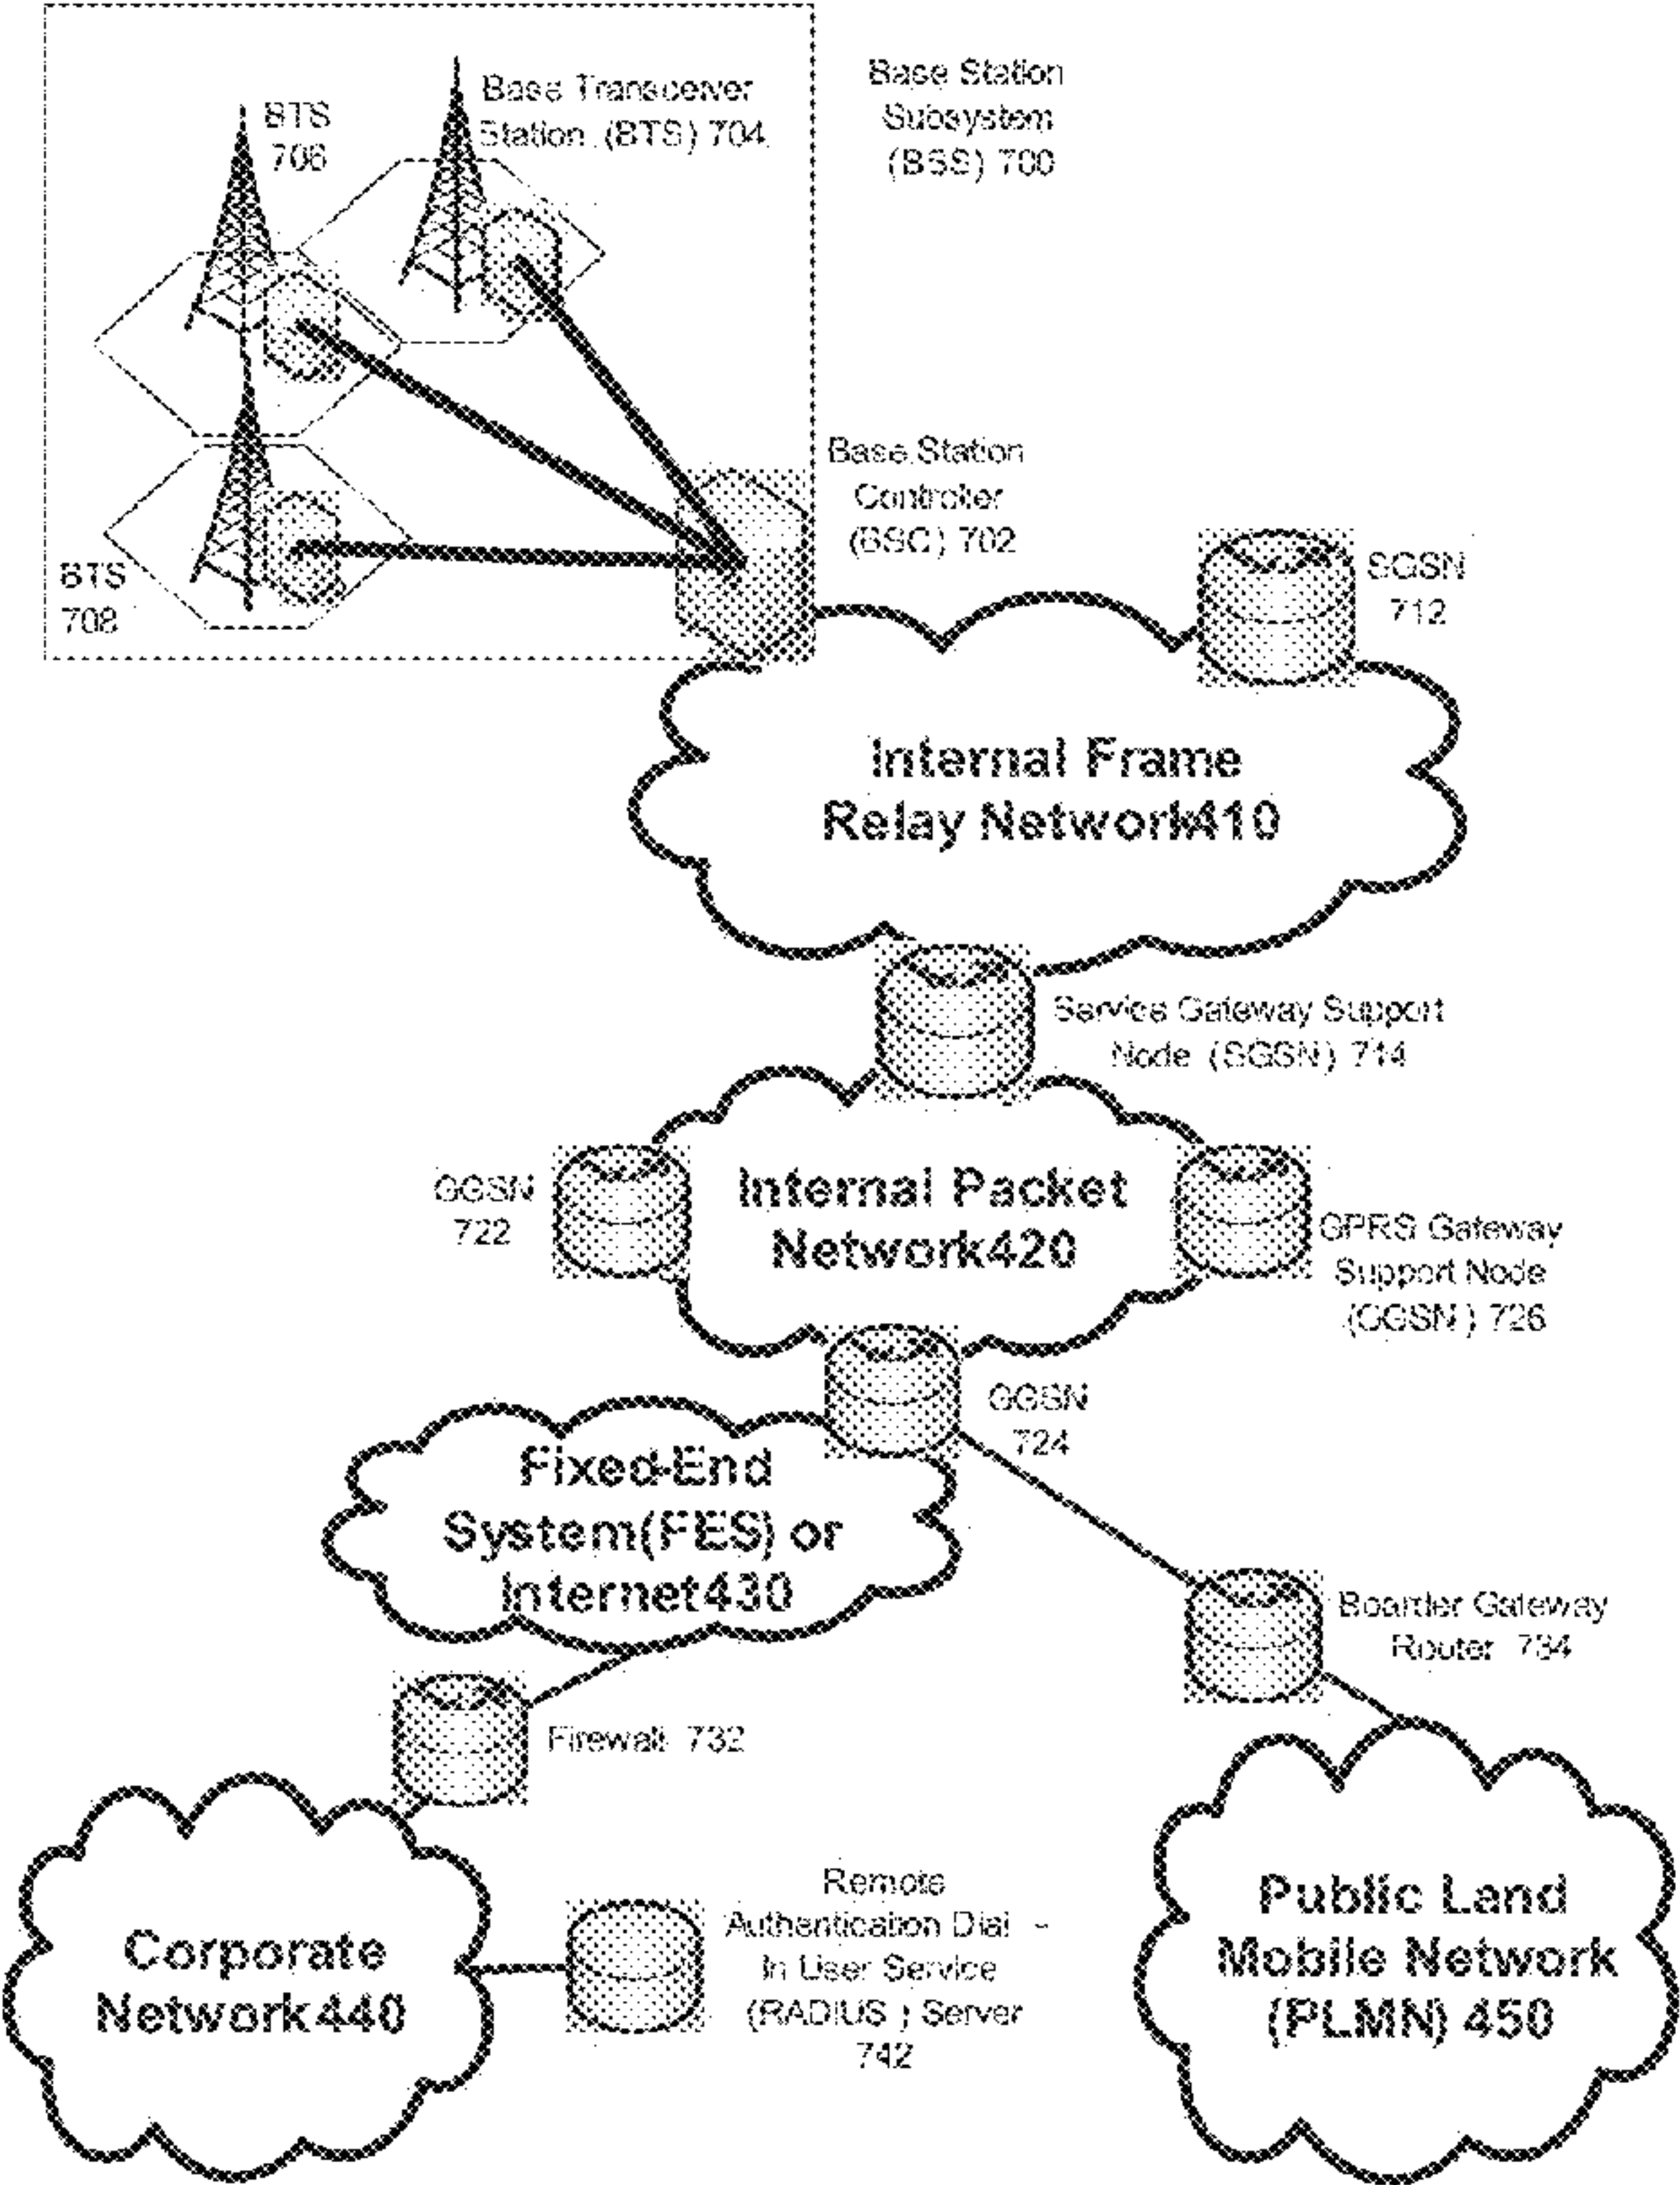 BTS
706
Base Transceiver
Station (BTS) 704
Base Station
Subsystem
(BSS) 700
Base Station
Controller
(BSC) 702
BTS
708
SGSN
712
Internal Frame
Relay Network410
Service Gateway Support
Node (SGSN) 714
GGSN
722
Internal Packet
Network420
GPRS Gateway
Support Node
(GGSN) 726
GGSN
724
Fixed-End
System(FES) or
Internet430
Boarder Gateway
Router 734
Firewall 732
Remote
Authentication Dial -
In User Service
(RADIUS ) Server
742
Corporate
Network440
Public Land
Mobile Network
(PLMN) 450